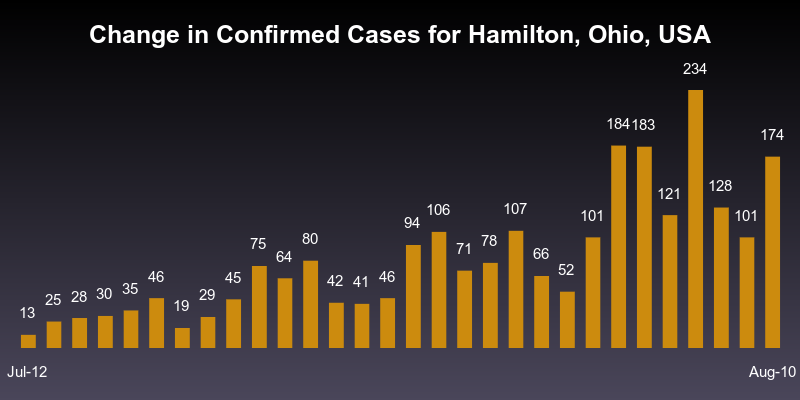 Change in Confirmed Cases for Hamilton, Ohio, USA
13 25 28 30 35 46 19 29 45 75 64 80 42 41 46 94 106 71 78 107 66 52 101 184 183 121 234 128 101 174
Jul-12 Aug-10